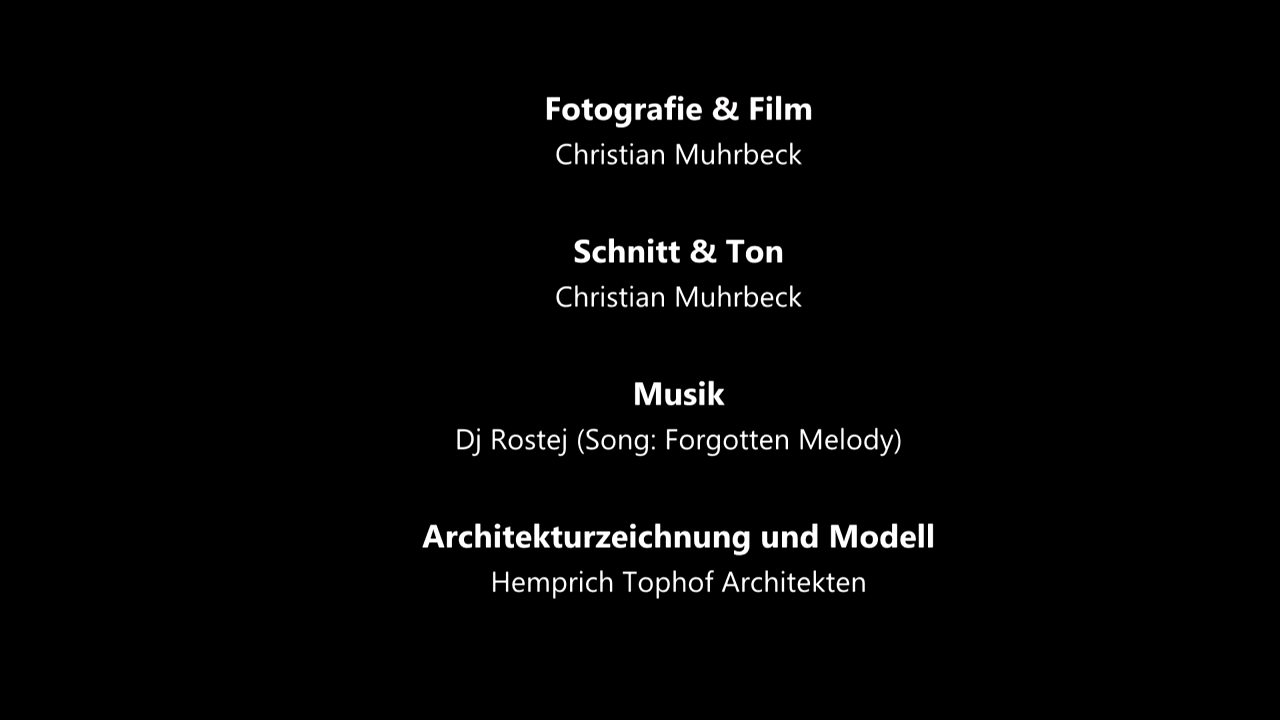 Fotografie & Film
Christian Muhrbeck
Schnitt & Ton
Christian Muhrbeck
Musik
Dj Rostej (Song: Forgotten Melody)
Architekturzeichnung und Modell
Hemprich Tophof Architekten